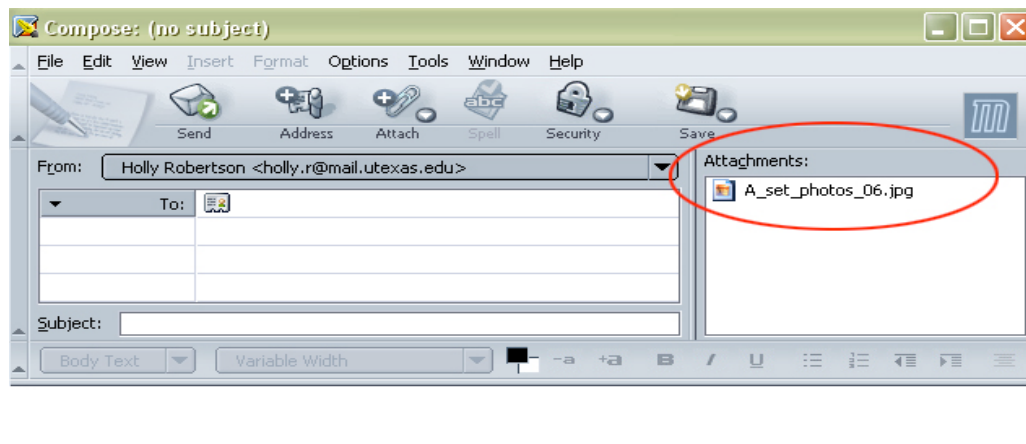 Compose: (no subject)
File Edit View Insert Format Options Tools Window Help
Send Address Attach Spell Security Save
From: Holly Robertson <holly.r@mail.utexas.edu>
Attachments:
To:
A_set_photos_06.jpg
Subject:
Body Text Variable Width -a +a B I U